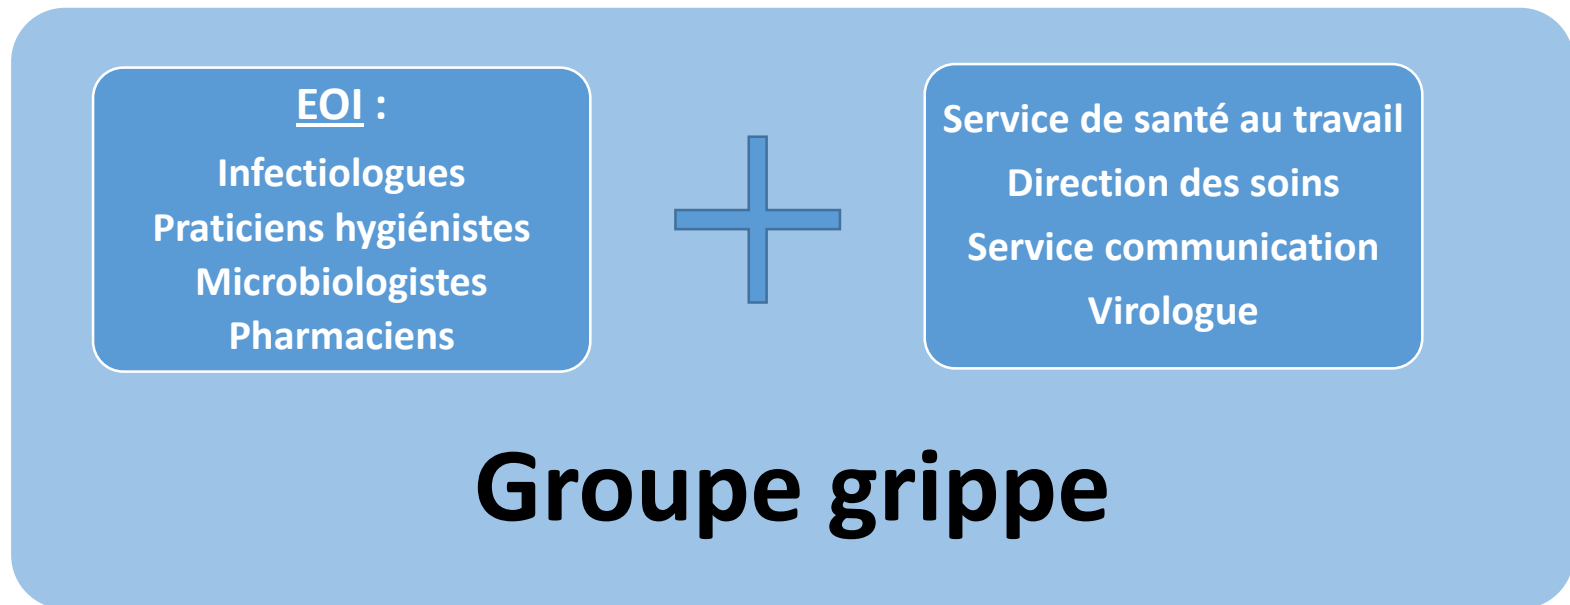 EOI :
Infectiologues
Praticiens hygiénistes
Microbiologistes
Pharmaciens
Service de santé au travail
Direction des soins
Service communication
Virologue
Groupe grippe